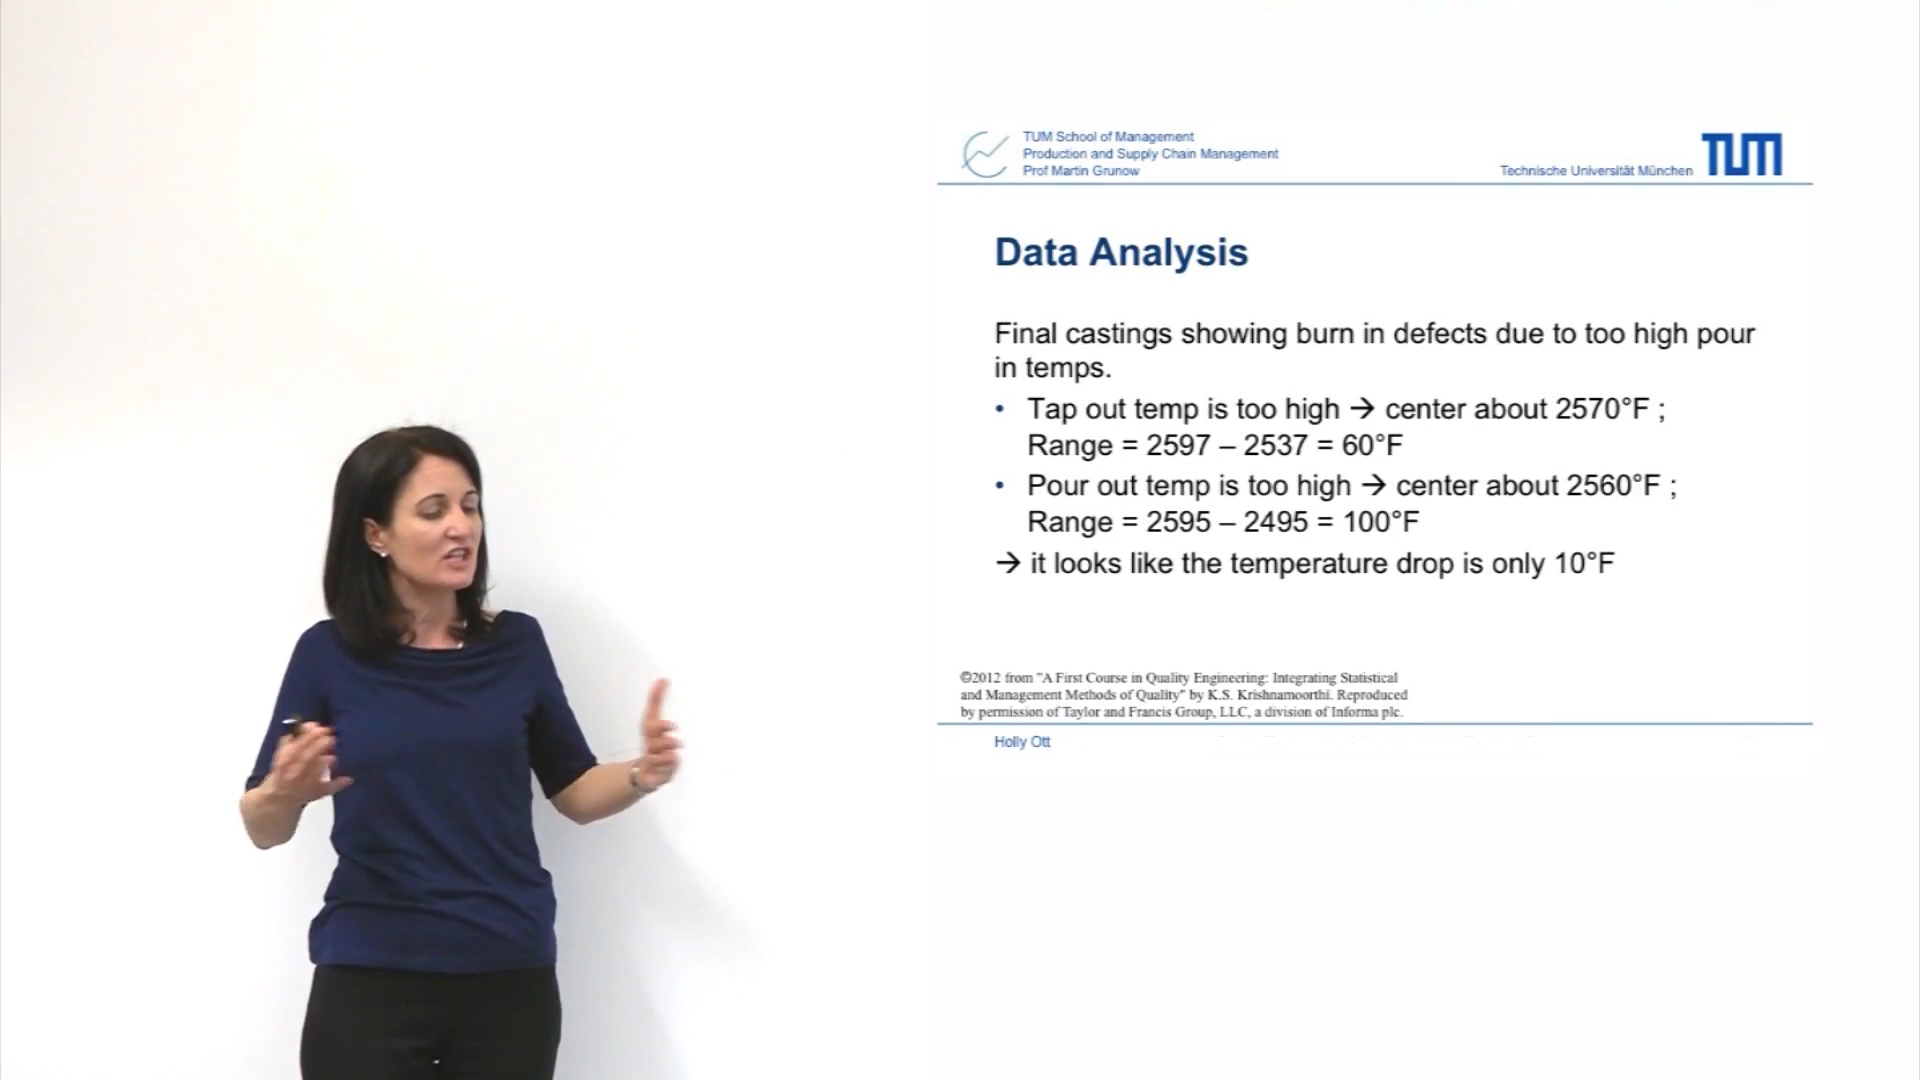 TUM School of Management
Production and Supply Chain Management
Prof Martin Grunow
Technische Universität München
TUM
Data Analysis
Final castings showing burn in defects due to too high pour
in temps.
• Tap out temp is too high → center about 2570°F ;
Range = 2597 – 2537 = 60°F
• Pour out temp is too high → center about 2560°F ;
Range = 2595 – 2495 = 100°F
→ it looks like the temperature drop is only 10°F
©2012 from "A First Course in Quality Engineering: Integrating Statistical
and Management Methods of Quality" by K.S. Krishnamoorthi. Reproduced
by permission of Taylor and Francis Group, LLC, a division of Informa plc.
Holly Ott